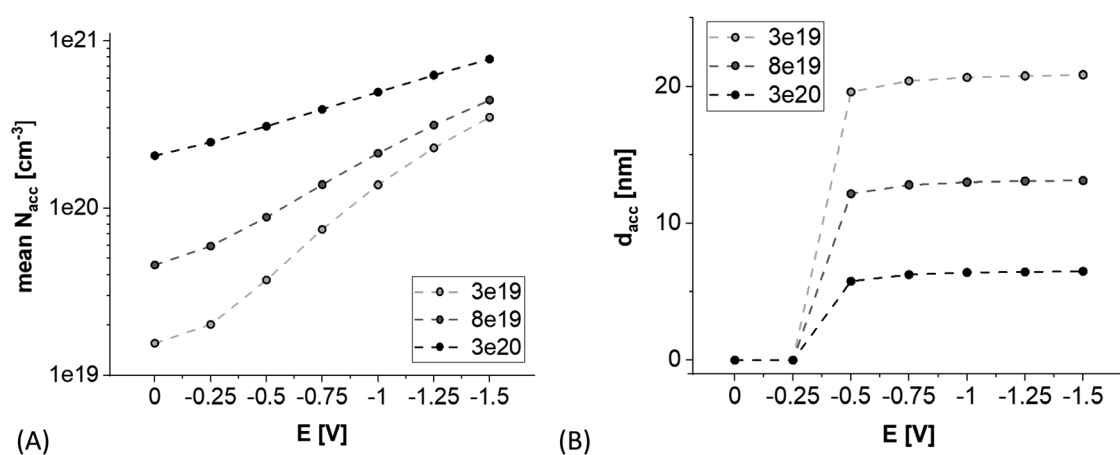 1e21
1e20
1e19
mean Nacc [cm-3]
3e19
8e19
3e20
0 -0.25 -0.5 -0.75 -1 -1.25 -1.5
E [V]
(A)
3e19
8e19
3e20
20
10
0
dacc [nm]
0 -0.25 -0.5 -0.75 -1 -1.25 -1.5
E [V]
(B)